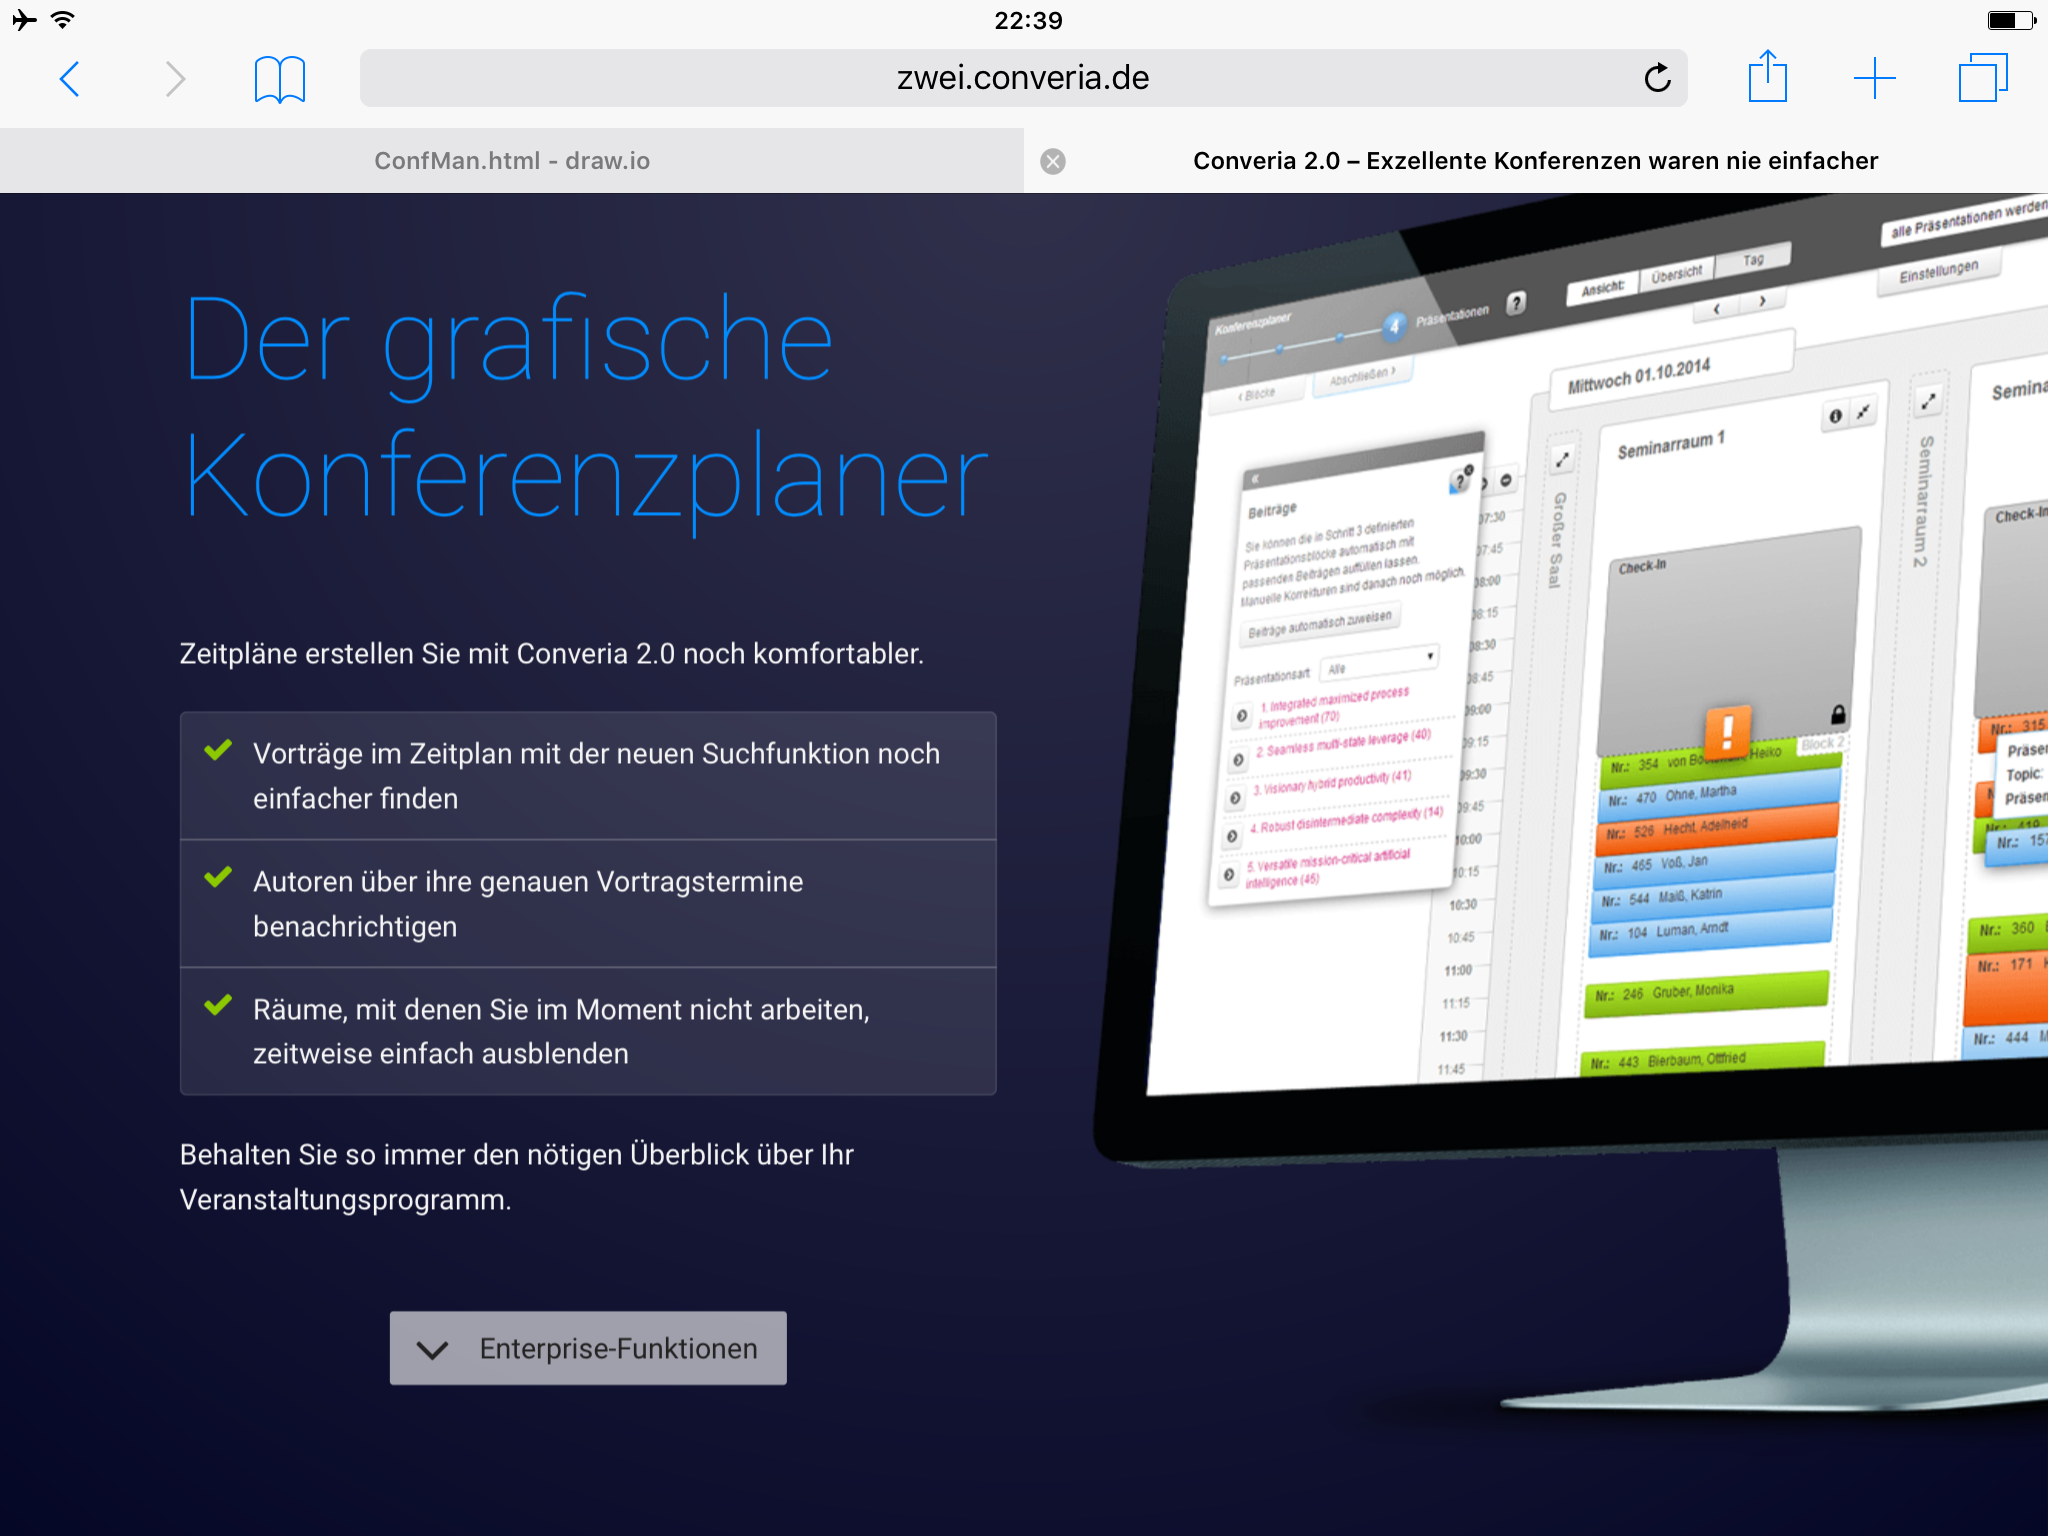 22:39
zwei.converia.de
ConfMan.html - draw.io
Converia 2.0 – Exzellente Konferenzen waren nie einfacher
Der grafische
Konferenzplaner
Zeitpläne erstellen Sie mit Converia 2.0 noch komfortabler.
Vorträge im Zeitplan mit der neuen Suchfunktion noch
einfacher finden
Autoren über ihre genauen Vortragstermine
benachrichtigen
Räume, mit denen Sie im Moment nicht arbeiten,
zeitweise einfach ausblenden
Behalten Sie so immer den nötigen Überblick über Ihr
Veranstaltungsprogramm.
Enterprise-Funktionen
Konferenzplaner
4 Präsentationen ?
Ansicht: Übersicht Tag
alle Präsentationen werden
Einstellungen
‹ Blöcke
Abschließen ›
Mittwoch 01.10.2014
Beiträge
Sie können die in Schritt 3 definierten
Präsentationsblöcke automatisch mit
passenden Beiträgen auffüllen lassen.
Manuelle Korrekturen sind danach noch möglich.
Beiträge automatisch zuweisen
Präsentationsart Alle
1. Integrated maximized process
improvement (70)
2. Seamless multi-state leverage (40)
3. Visionary hybrid productivity (41)
4. Robust disintermediate complexity (14)
5. Versatile mission-critical artificial
intelligence (46)
07:30
07:45
08:00
08:15
08:30
08:45
09:00
09:15
09:30
09:45
10:00
10:15
10:30
10:45
11:00
11:15
11:30
11:45
Großer Saal
Seminarraum 1
Check-In
Block 2
Nr.: 354 von Heiko
Nr.: 470 Ohne, Martha
Nr.: 526 Hecht, Adelheid
Nr.: 465 Voß, Jan
Nr.: 544 Maiß, Katrin
Nr.: 104 Luman, Arndt
Nr.: 246 Gruber, Monika
Nr.: 443 Bierbaum, Ottfried
Seminarraum 2
Check-In
Nr.: 315
Topic:
Nr.: 419
Nr.: 157
Nr.: 360
Nr.: 171
Nr.: 444